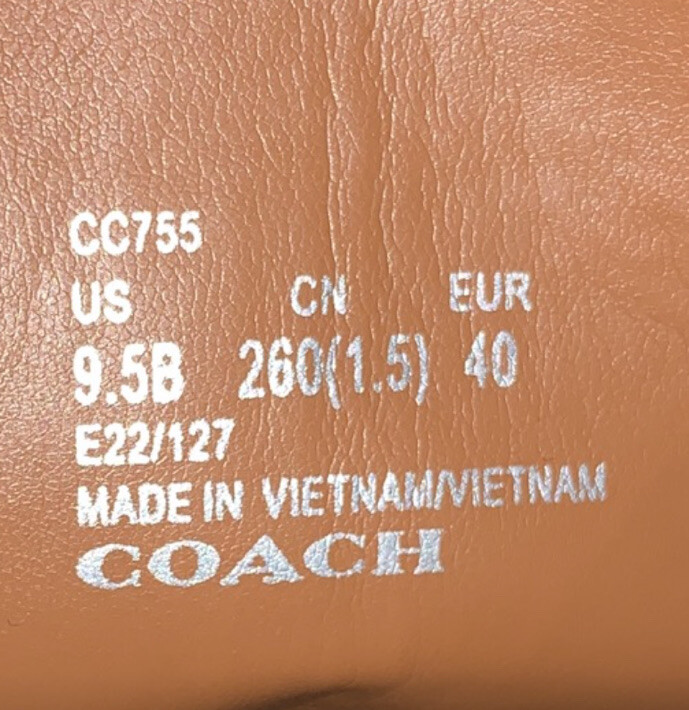 CC755
US CN EUR
9.5B 260(1.5) 40
E22/127
MADE IN VIETNAM/VIETNAM
COACH